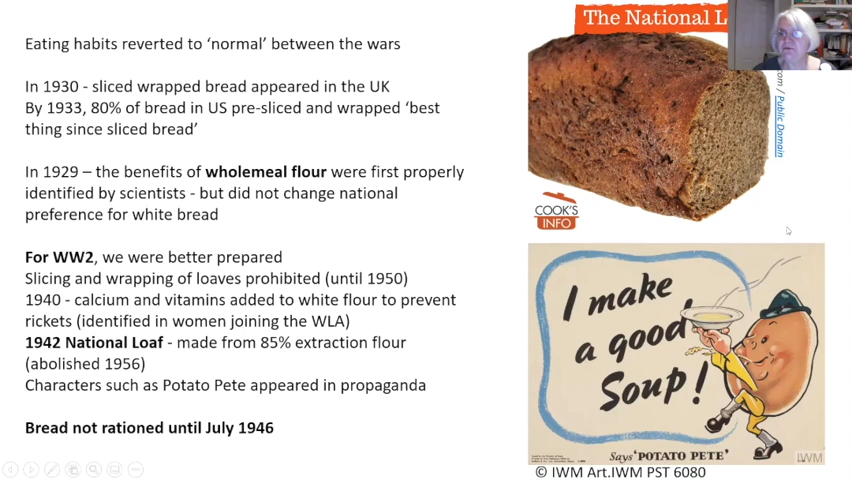 Eating habits reverted to ‘normal’ between the wars
In 1930 - sliced wrapped bread appeared in the UK
By 1933, 80% of bread in US pre-sliced and wrapped ‘best
thing since sliced bread’
In 1929 – the benefits of wholemeal flour were first properly
identified by scientists - but did not change national
preference for white bread
For WW2, we were better prepared
Slicing and wrapping of loaves prohibited (until 1950)
1940 - calcium and vitamins added to white flour to prevent
rickets (identified in women joining the WLA)
1942 National Loaf - made from 85% extraction flour
(abolished 1956)
Characters such as Potato Pete appeared in propaganda
Bread not rationed until July 1946
The National L
com / Public Domain
COOK'S
INFO
I make
a good
Soup!
Says 'POTATO PETE'
IWM
© IWM Art.IWM PST 6080